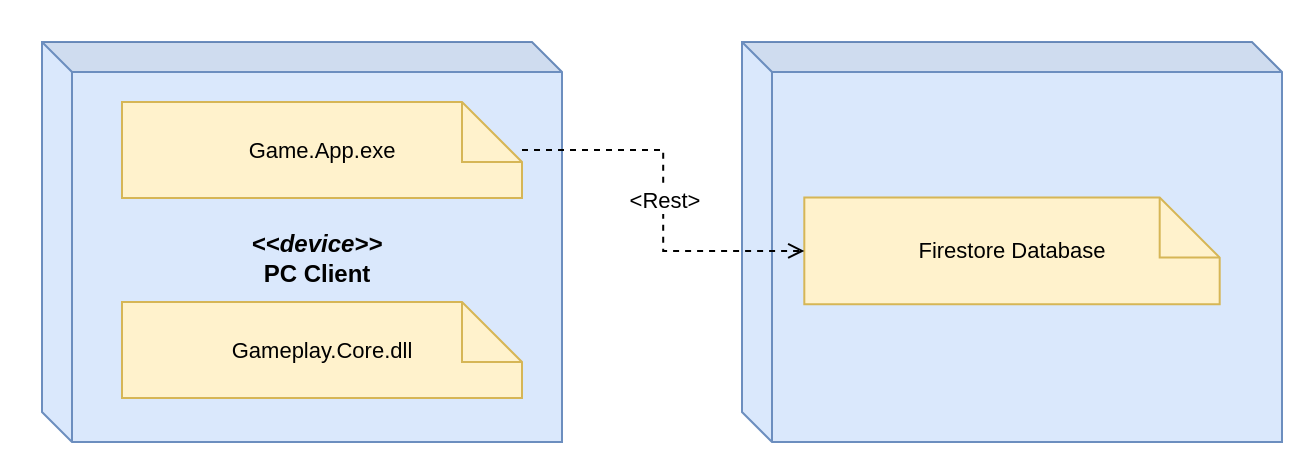 Game.App.exe
<<device>>
PC Client
Gameplay.Core.dll
<Rest>
Firestore Database